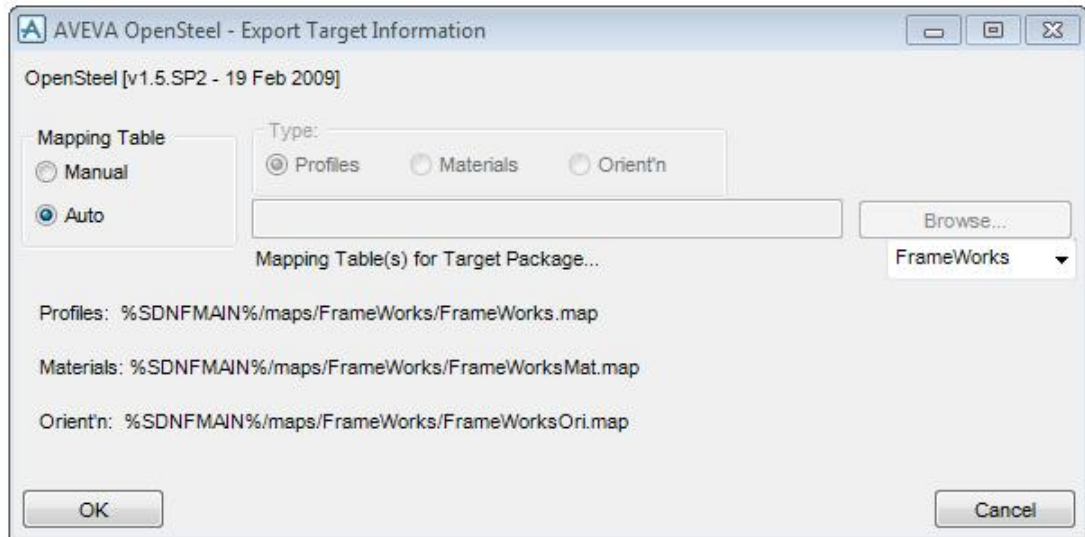 AVEVA OpenSteel - Export Target Information
OpenSteel [v1.5.SP2 - 19 Feb 2009]
Mapping Table
Manual
Auto
Type:
Profiles Materials Orient'n
Browse...
Mapping Table(s) for Target Package... FrameWorks
Profiles: %SDNFMAIN%/maps/FrameWorks/FrameWorks.map
Materials: %SDNFMAIN%/maps/FrameWorks/FrameWorksMat.map
Orient'n: %SDNFMAIN%/maps/FrameWorks/FrameWorksOri.map
OK Cancel